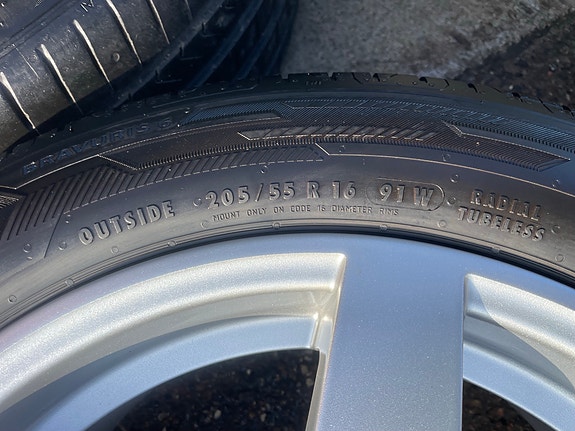 OUTSIDE 205/55 R 16 91W RADIAL
TUBELESS
MOUNT ONLY ON CODE 16 DIAMETER RIMS